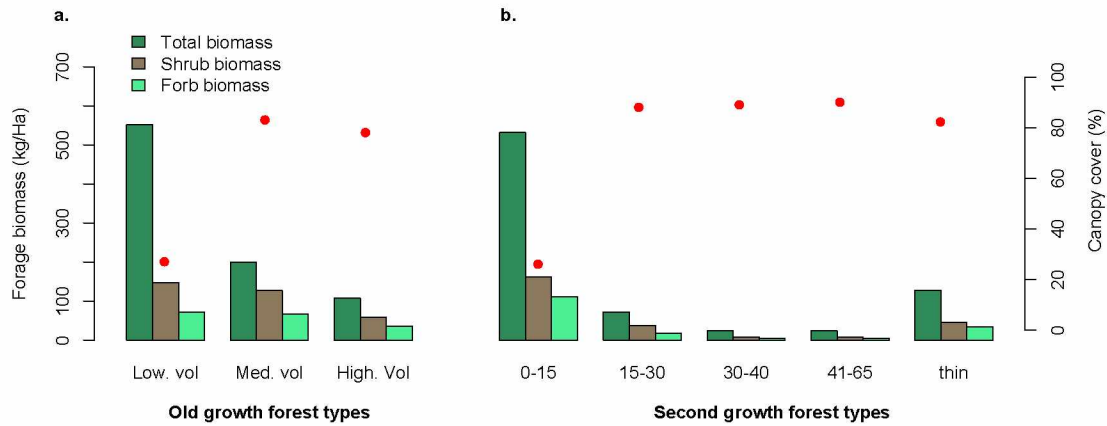 a.
Total biomass
Shrub biomass
Forb biomass
Forage biomass (kg/Ha)
700
500
300
100
0
Low. vol
Med. vol
High. Vol
Old growth forest types
b.
0-15
15-30
30-40
41-65
thin
Second growth forest types
100
80
60
40
20
0
Canopy cover (%)